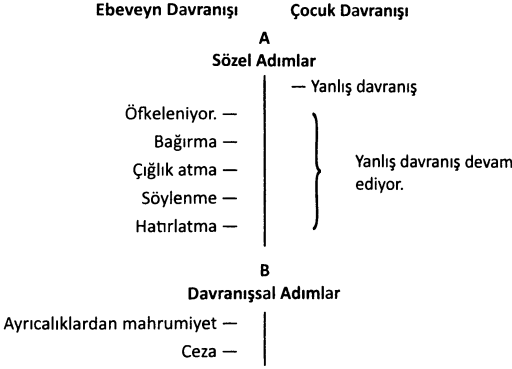 Ebeveyn Davranışı Çocuk Davranışı
A
Sözel Adımlar
— Yanlış davranış
Öfkeleniyor. —
Bağırma —
Çığlık atma —
Söylenme —
Hatırlatma —
Yanlış davranış devam
ediyor.
B
Davranışsal Adımlar
Ayrıcalıklardan mahrumiyet —
Ceza —